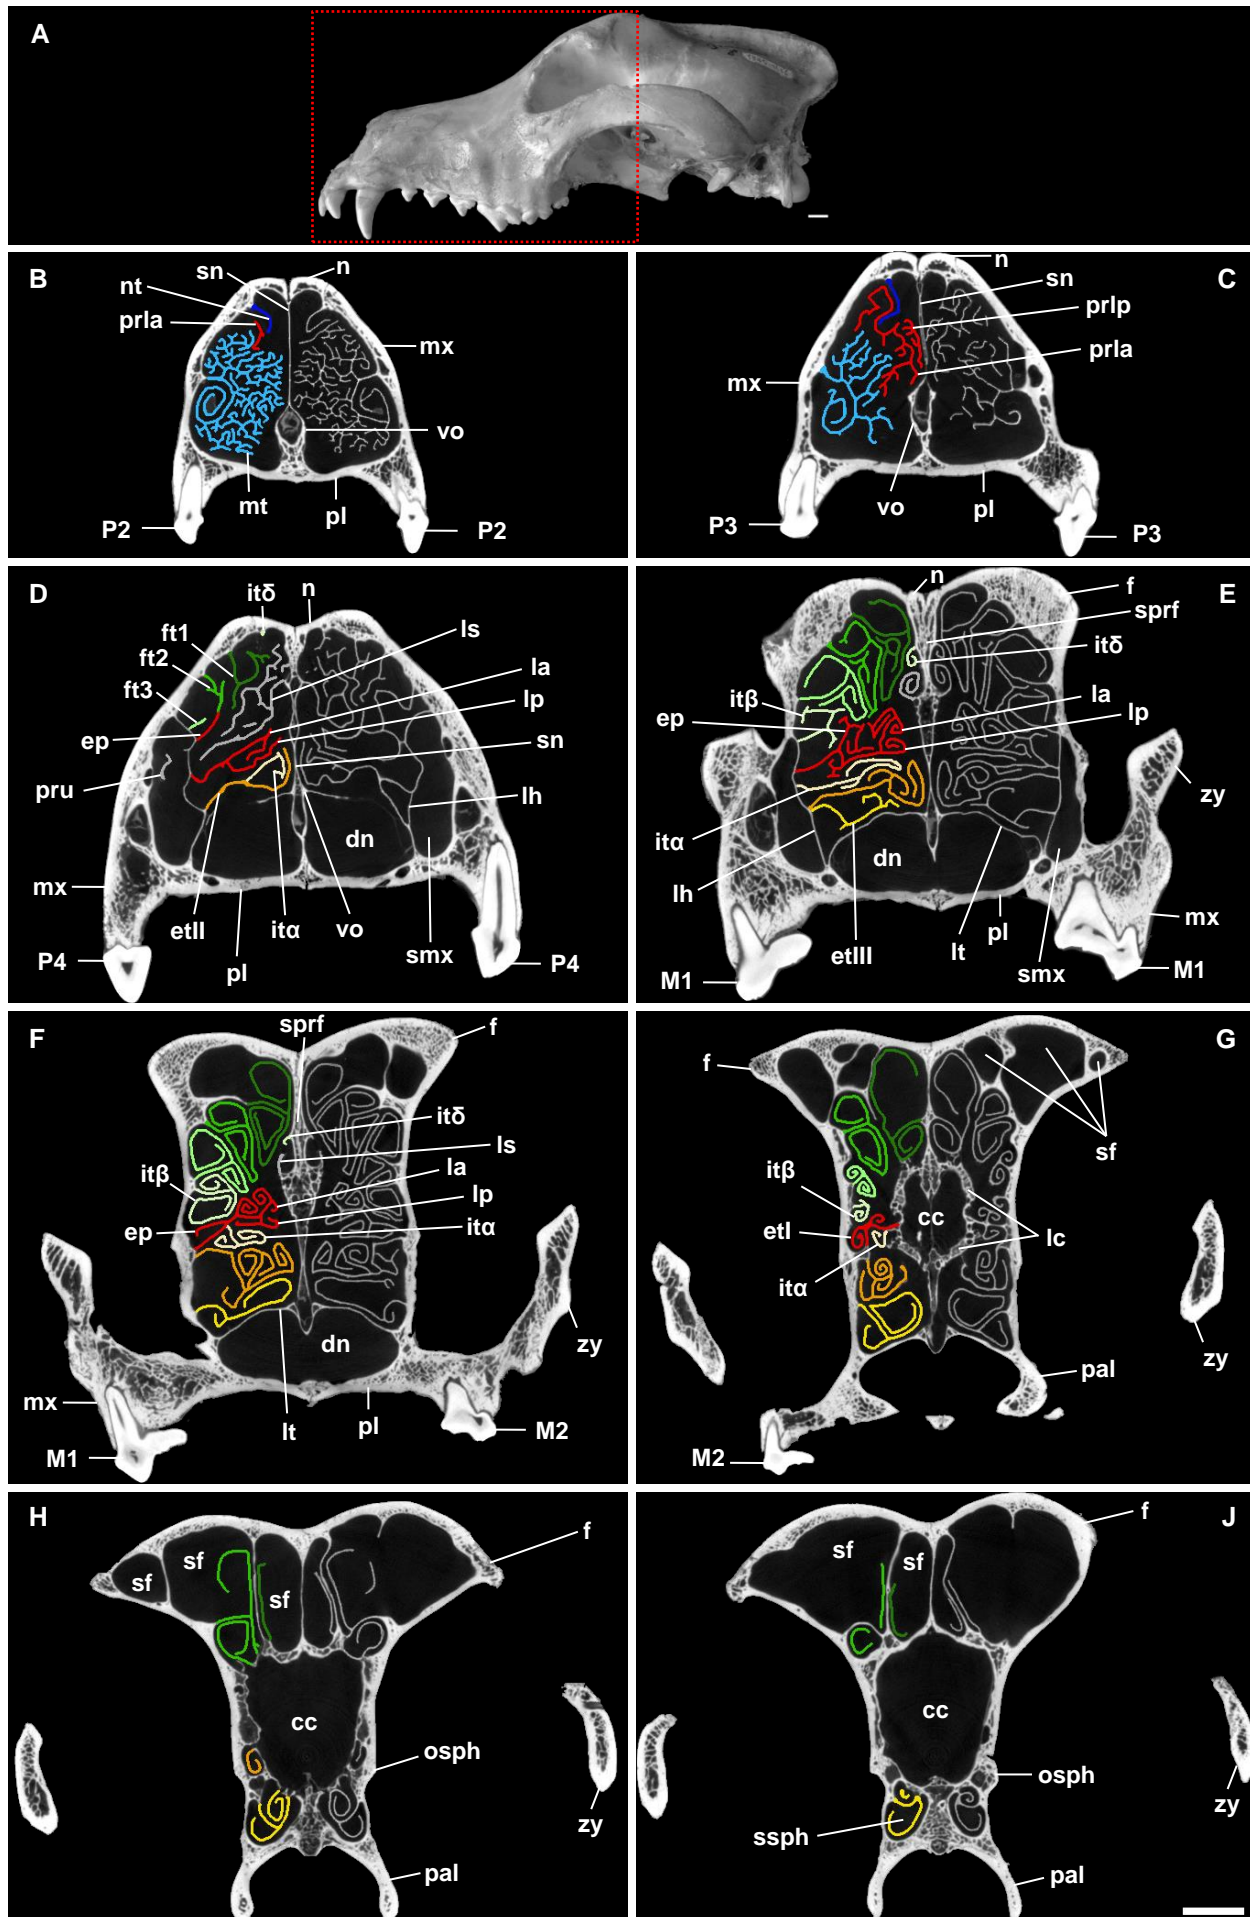 A
B
sn
n
nt
prla
mx
vo
mt
pl
P2
P2
C
n
sn
prlp
prla
mx
vo
pl
P3
P3
D
itδ
n
ft1
ls
ft2
la
ft3
lp
ep
sn
pru
lh
dn
mx
etII
itα
vo
smx
P4
pl
P4
E
n
f
sprf
itδ
itβ
la
ep
lp
zy
itα
dn
lh
mx
etIII
lt
pl
smx
M1
M1
F
sprf
f
itδ
ls
itβ
la
lp
ep
itα
dn
zy
mx
lt
pl
M2
M1
G
f
sf
itβ
cc
etI
lc
itα
zy
pal
M2
H
f
sf
sf
sf
cc
osph
zy
pal
J
f
sf
sf
cc
osph
zy
ssph
pal